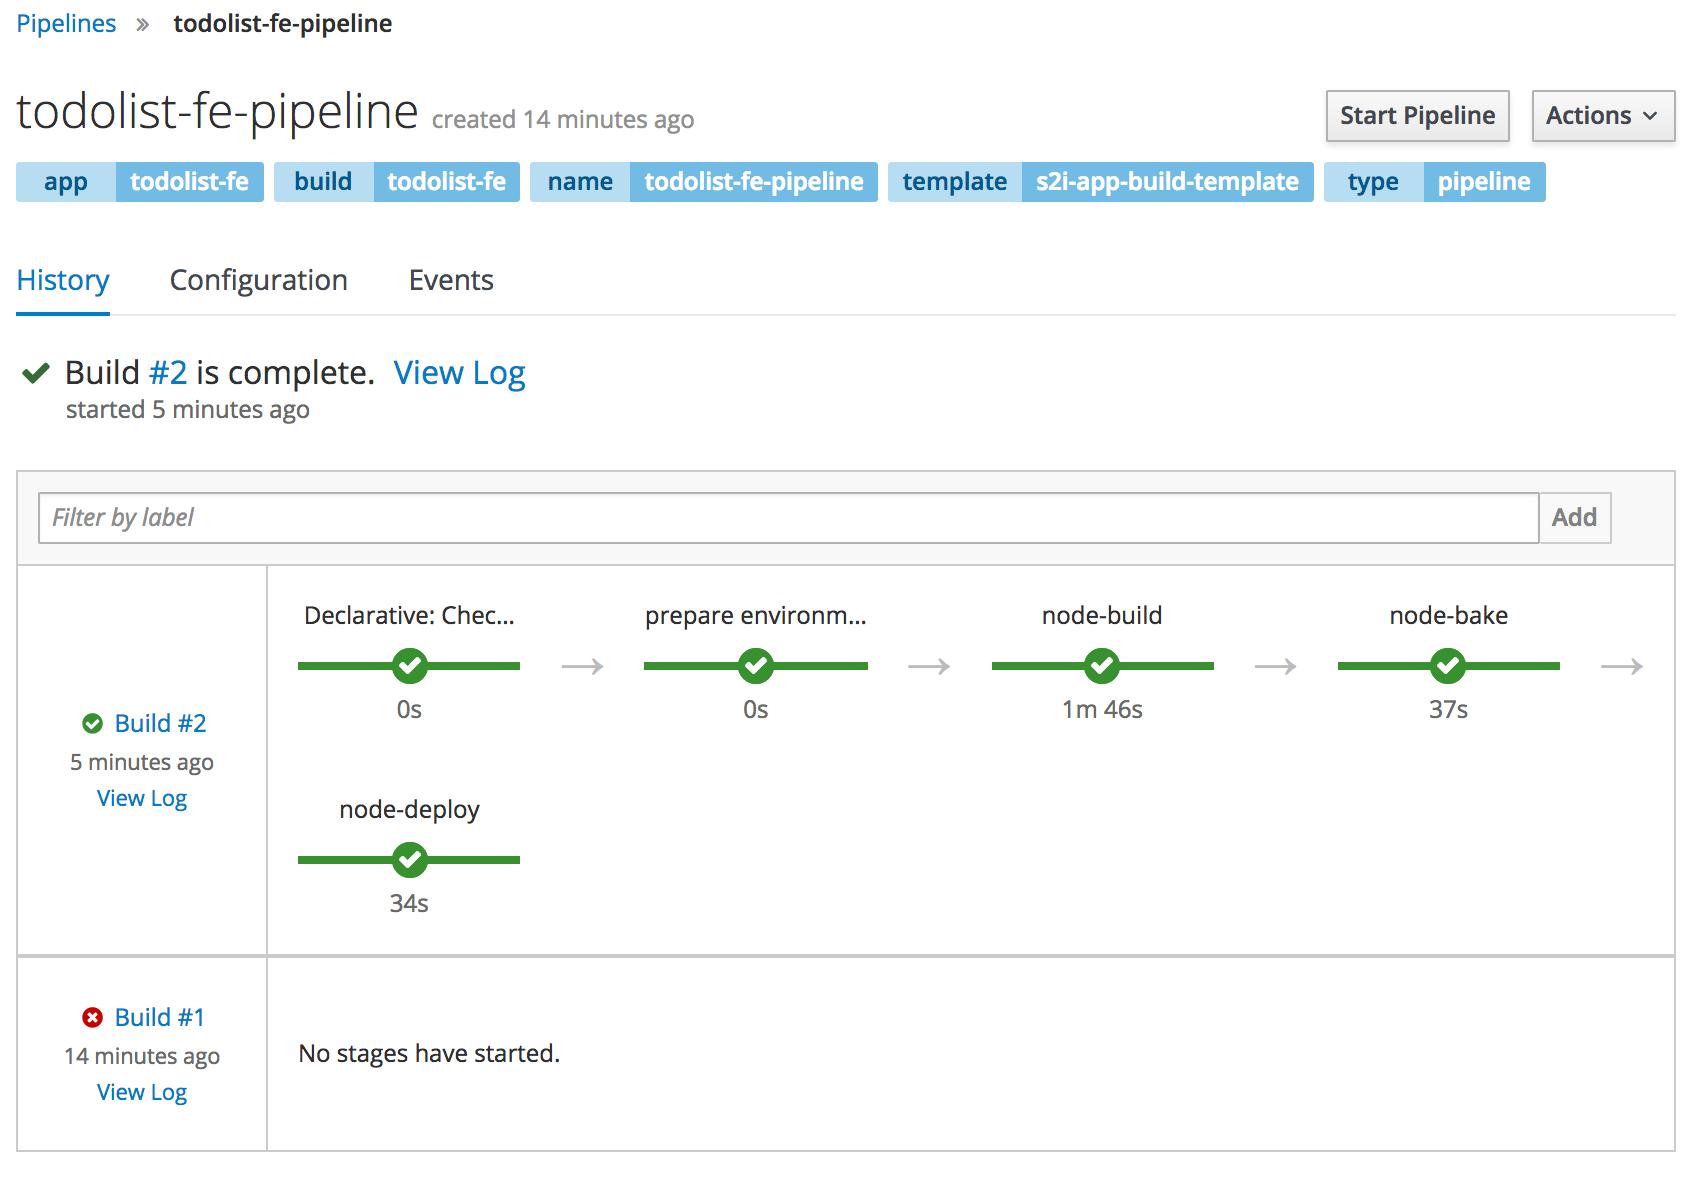 Pipelines » todolist-fe-pipeline
todolist-fe-pipeline created 14 minutes ago
Start Pipeline
Actions
app todolist-fe build todolist-fe name todolist-fe-pipeline template s2i-app-build-template type pipeline
History Configuration Events
Build #2 is complete. View Log
started 5 minutes ago
Filter by label
Add
Build #2
5 minutes ago
View Log
Declarative: Chec...
0s
prepare environm...
0s
node-build
1m 46s
node-bake
37s
node-deploy
34s
Build #1
14 minutes ago
View Log
No stages have started.